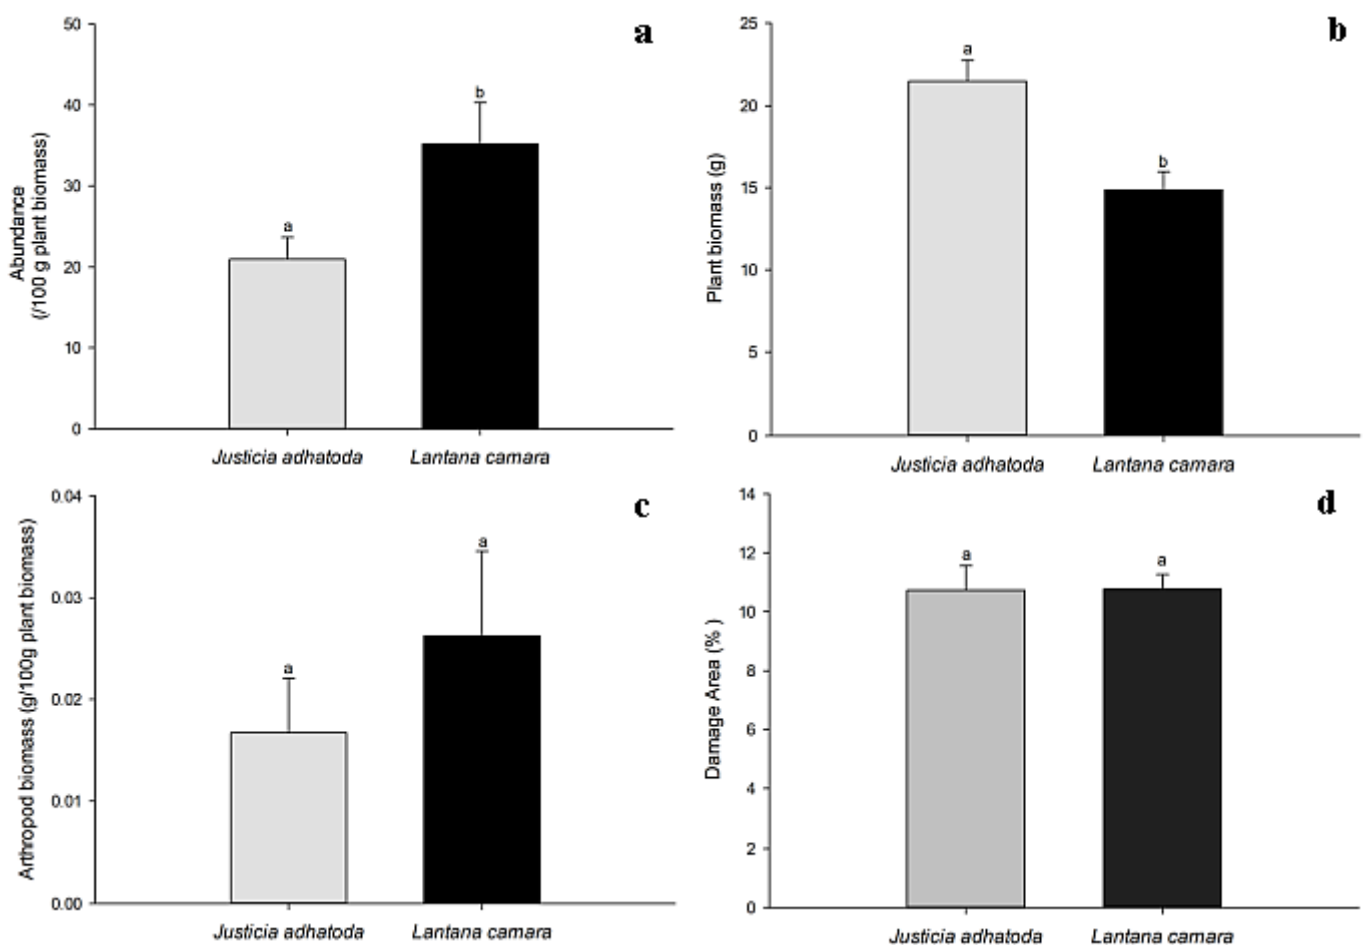 a
50
40
30
20
10
0
Abundance
(/100 g plant biomass)
a
b
Justicia adhatoda
Lantana camara
b
25
20
15
10
5
0
Plant biomass (g)
a
b
Justicia adhatoda
Lantana camara
c
0.04
0.03
0.02
0.01
0.00
Arthropod biomass (g/100g plant biomass)
a
a
Justicia adhatoda
Lantana camara
d
14
12
10
8
6
4
2
0
Damage Area (% )
a
a
Justicia adhatoda
Lantana camara